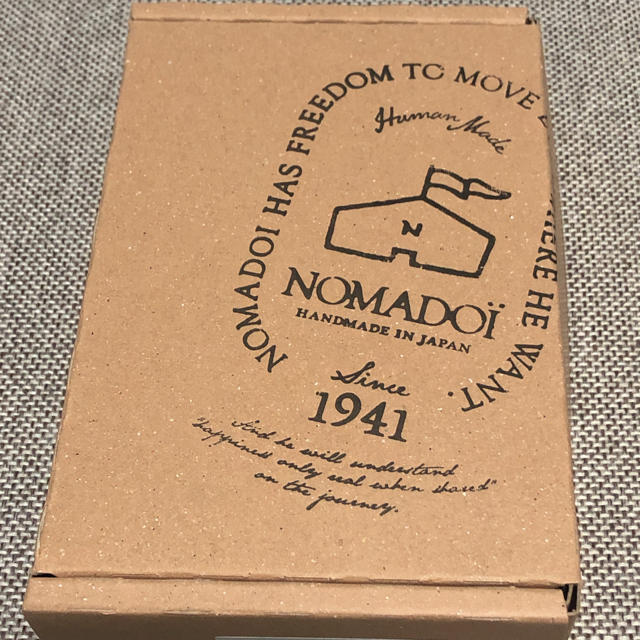 NOMADOI HAS FREEDOM TO MOVE
WHERE HE WANT.
Human Made
N
NOMADOÏ
HANDMADE IN JAPAN
Since
1941
And he will understand
"happiness only real when shared"
on the journey.